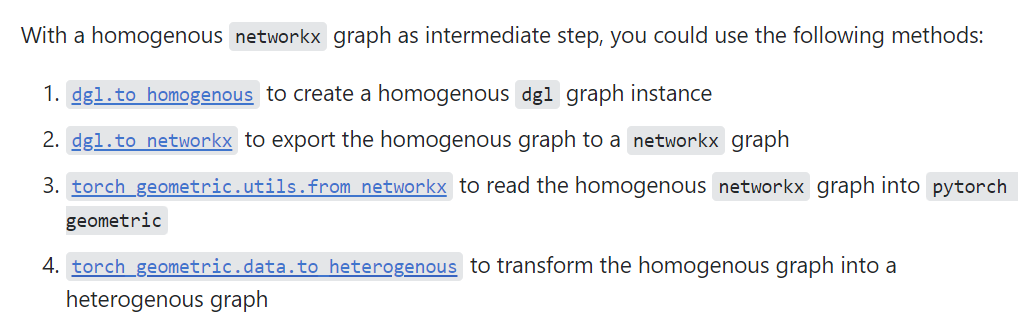 With a homogenous networkx graph as intermediate step, you could use the following methods:
1. dgl.to_homogenous to create a homogenous dgl graph instance
2. dgl.to_networkx to export the homogenous graph to a networkx graph
3. torch_geometric.utils.from_networkx to read the homogenous networkx graph into pytorch
geometric
4. torch_geometric.data.to_heterogenous to transform the homogenous graph into a
heterogenous graph